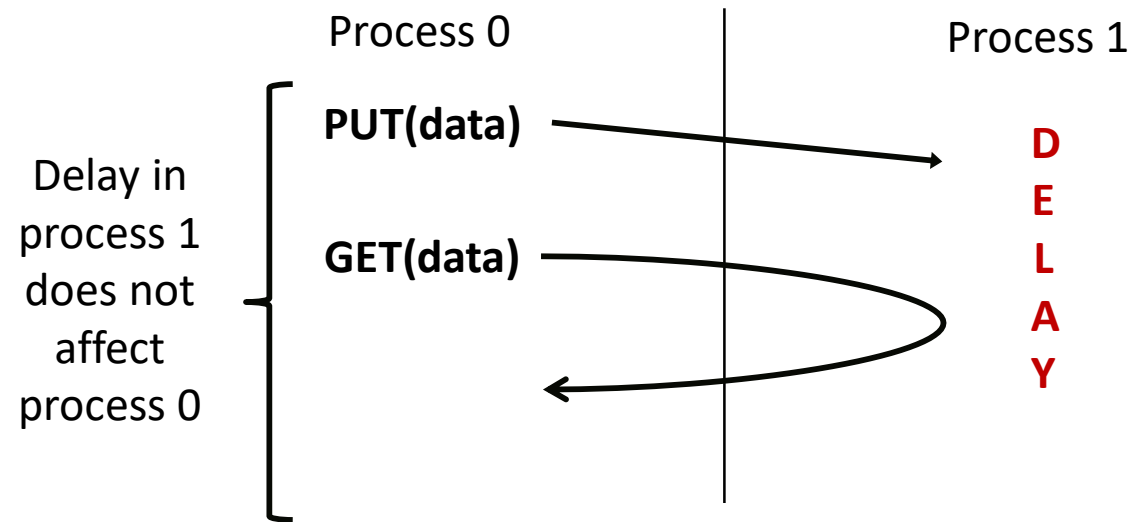 Process 0
Process 1
PUT(data)
GET(data)
Delay in
process 1
does not
affect
process 0
D
E
L
A
Y